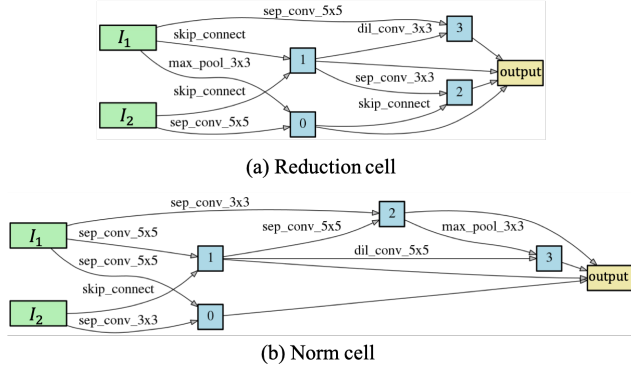 sep_conv_5x5
I1
skip_connect
dil_conv_3x3
3
max_pool_3x3
1
output
sep_conv_3x3
skip_connect
2
I2
skip_connect
sep_conv_5x5
0
(a) Reduction cell
sep_conv_3x3
2
I1
sep_conv_5x5
sep_conv_5x5
max_pool_3x3
sep_conv_5x5
1
dil_conv_5x5
3
output
skip_connect
I2
sep_conv_3x3
0
(b) Norm cell